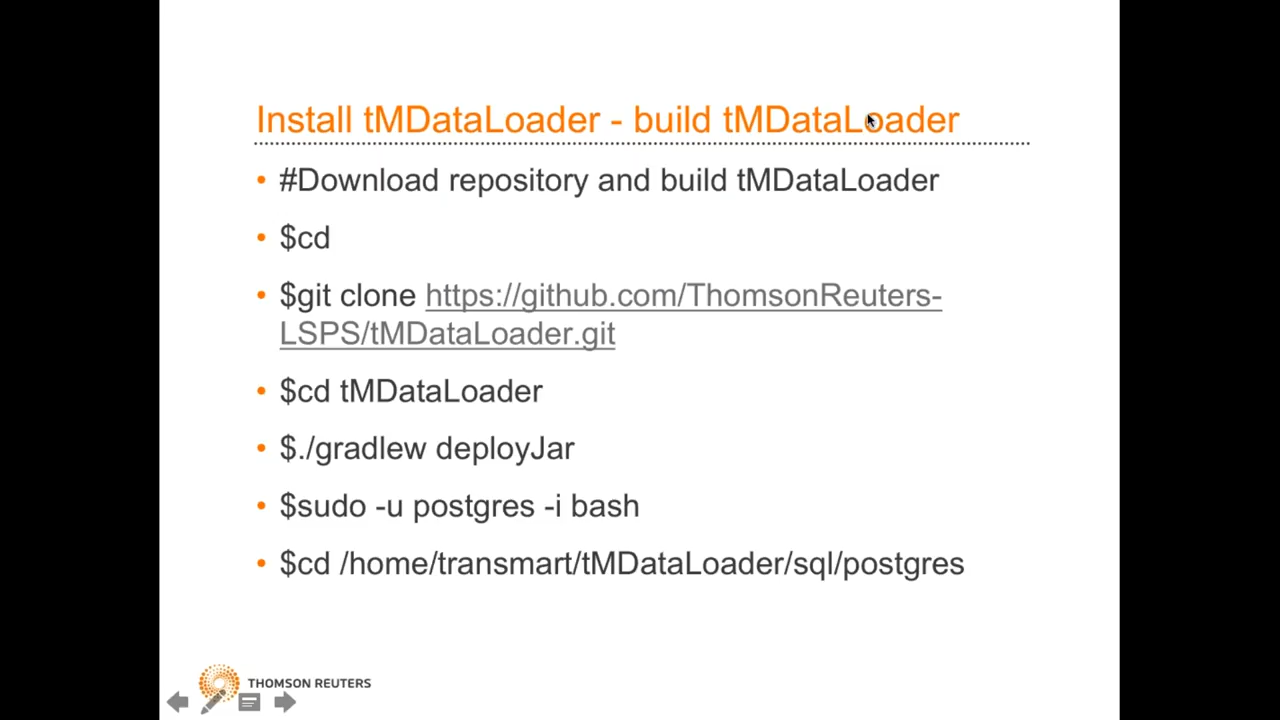 Install tMDataLoader - build tMDataLoader
• #Download repository and build tMDataLoader
• $cd
• $git clone https://github.com/ThomsonReuters-
LSPS/tMDataLoader.git
• $cd tMDataLoader
• $./gradlew deployJar
• $sudo -u postgres -i bash
• $cd /home/transmart/tMDataLoader/sql/postgres
THOMSON REUTERS